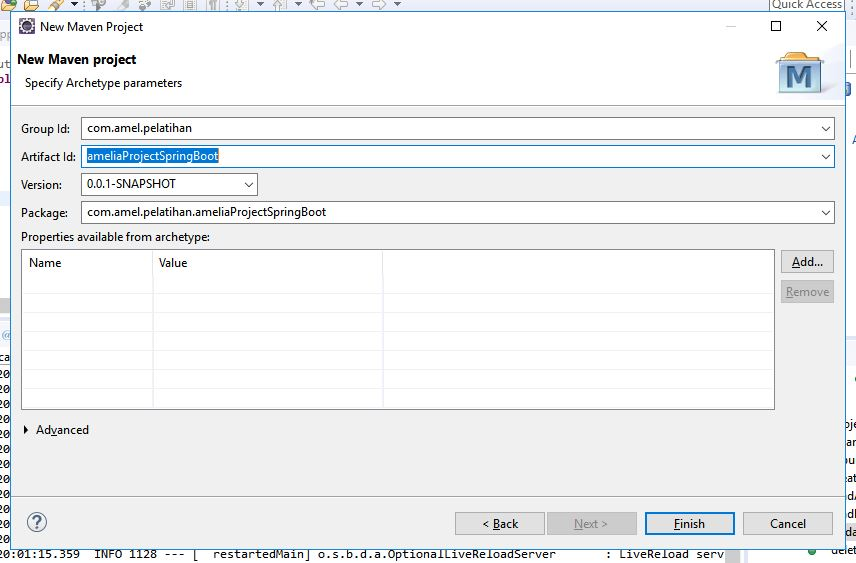 Quick Access
New Maven Project
New Maven project
Specify Archetype parameters
M
Group Id: com.amel.pelatihan
Artifact Id: ameliaProjectSpringBoot
Version: 0.0.1-SNAPSHOT
Package: com.amel.pelatihan.ameliaProjectSpringBoot
Properties available from archetype:
Name Value
Add...
Remove
Advanced
? < Back Next > Finish Cancel
20:01:15.359 INFO 1128 --- [ restartedMain] o.s.b.d.a.OptionalLiveReloadServer : LiveReload serv
delet